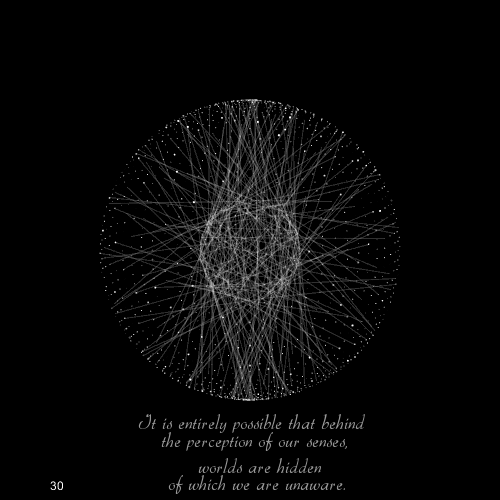 It is entirely possible that behind
the perception of our senses,
worlds are hidden
of which we are unaware.
30